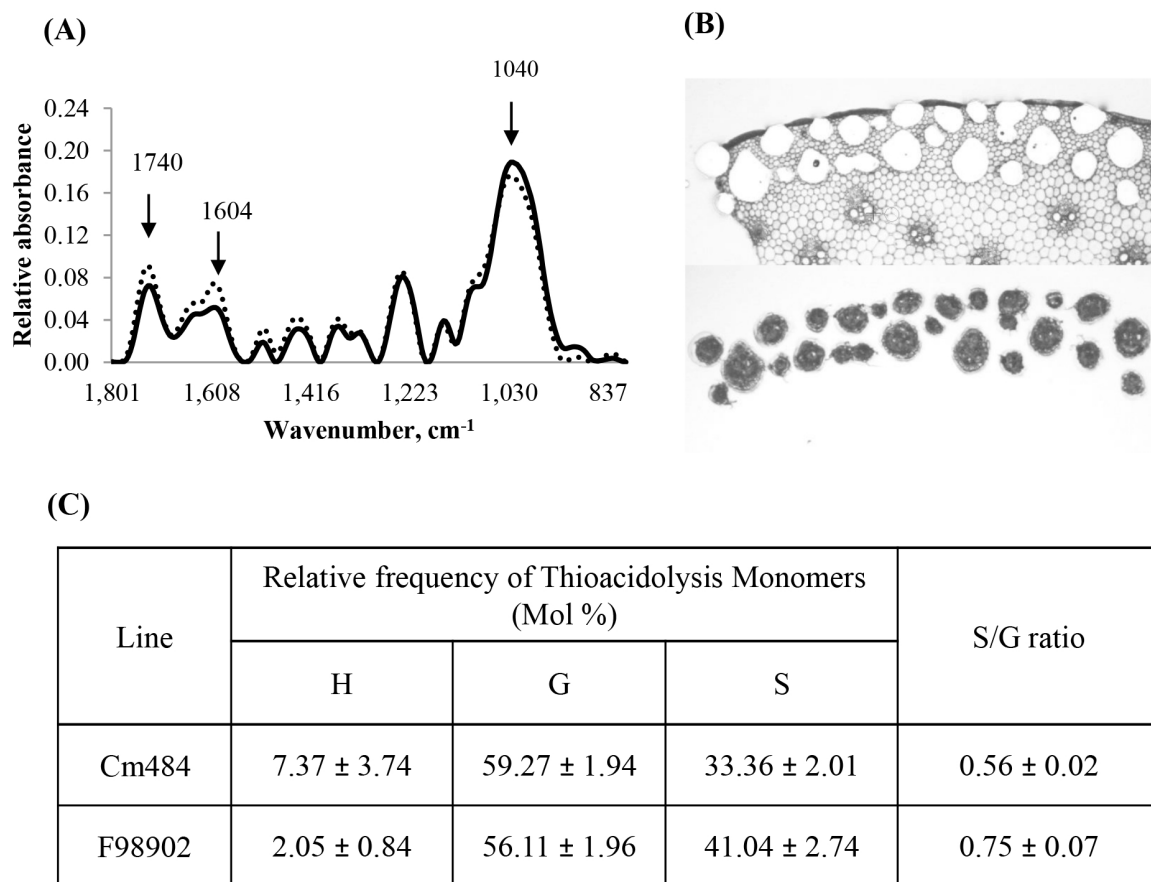 (A)
(B)
1040
0.24
0.20
0.16
0.12
0.08
0.04
0.00
1740
1604
Relative absorbance
1,801 1,608 1,416 1,223 1,030 837
Wavenumber, cm-1
(C)
Line
Relative frequency of Thioacidolysis Monomers
(Mol %)
S/G ratio
H G S
Cm484 7.37 ± 3.74 59.27 ± 1.94 33.36 ± 2.01 0.56 ± 0.02
F98902 2.05 ± 0.84 56.11 ± 1.96 41.04 ± 2.74 0.75 ± 0.07